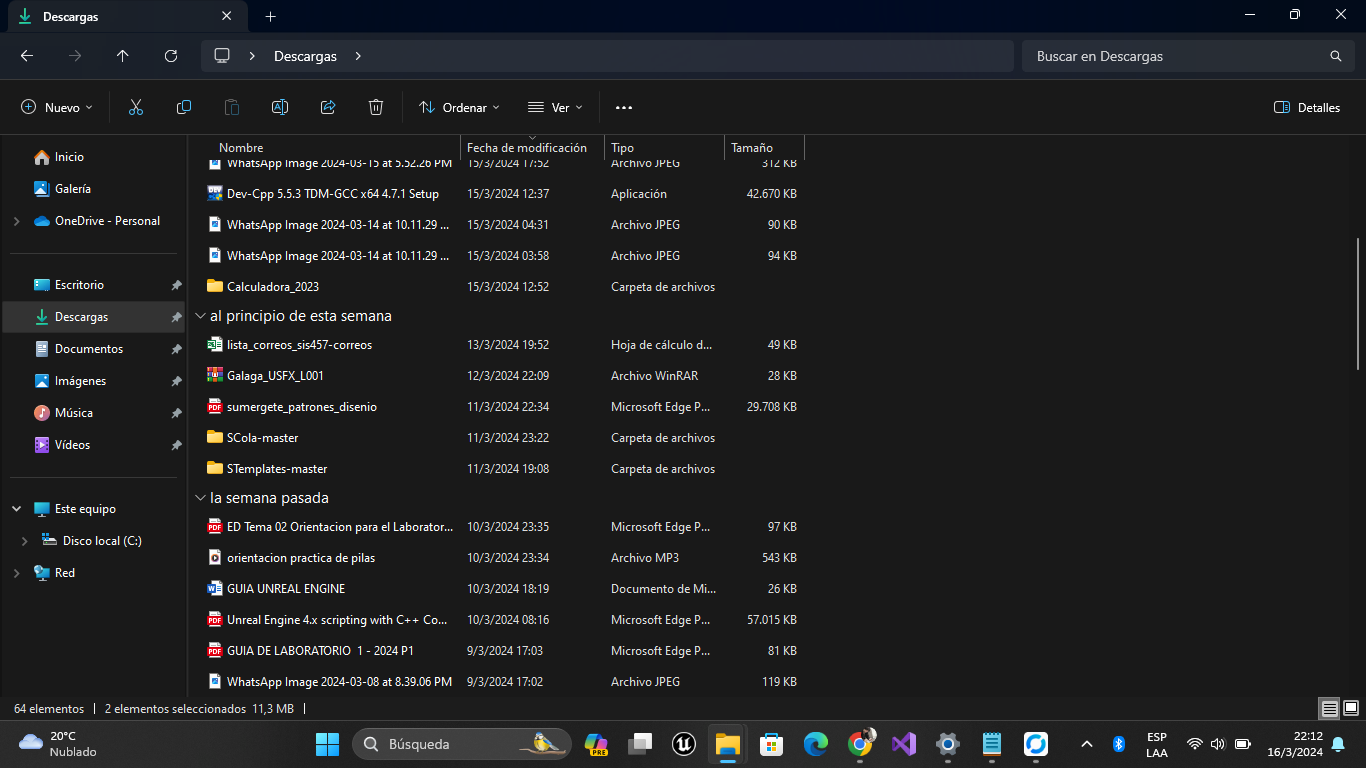 Descargas
Descargas
Buscar en Descargas
Nuevo
Ordenar
Ver
Detalles
Inicio
Galería
OneDrive - Personal
Escritorio
Descargas
Documentos
Imágenes
Música
Vídeos
Este equipo
Disco local (C:)
Red
Nombre Fecha de modificación Tipo Tamaño
WhatsApp Image 2024-03-15 at 5.52.26 PM 15/3/2024 17:52 Archivo JPEG 312 KB
Dev-Cpp 5.5.3 TDM-GCC x64 4.7.1 Setup 15/3/2024 12:37 Aplicación 42.670 KB
WhatsApp Image 2024-03-14 at 10.11.29 ... 15/3/2024 04:31 Archivo JPEG 90 KB
WhatsApp Image 2024-03-14 at 10.11.29 ... 15/3/2024 03:58 Archivo JPEG 94 KB
Calculadora_2023 15/3/2024 12:52 Carpeta de archivos
al principio de esta semana
lista_correos_sis457-correos 13/3/2024 19:52 Hoja de cálculo d... 49 KB
Galaga_USFX_L001 12/3/2024 22:09 Archivo WinRAR 28 KB
sumergete_patrones_disenio 11/3/2024 22:34 Microsoft Edge P... 29.708 KB
SCola-master 11/3/2024 23:22 Carpeta de archivos
STemplates-master 11/3/2024 19:08 Carpeta de archivos
la semana pasada
ED Tema 02 Orientacion para el Laborator... 10/3/2024 23:35 Microsoft Edge P... 97 KB
orientacion practica de pilas 10/3/2024 23:34 Archivo MP3 543 KB
GUIA UNREAL ENGINE 10/3/2024 18:19 Documento de Mi... 26 KB
Unreal Engine 4.x scripting with C++ Co... 10/3/2024 08:16 Microsoft Edge P... 57.015 KB
GUIA DE LABORATORIO 1 - 2024 P1 9/3/2024 17:03 Microsoft Edge P... 81 KB
WhatsApp Image 2024-03-08 at 8.39.06 PM 9/3/2024 17:02 Archivo JPEG 119 KB
64 elementos 2 elementos seleccionados 11,3 MB
20°C
Nublado
Búsqueda
PRE
ESP
LAA
22:12
16/3/2024